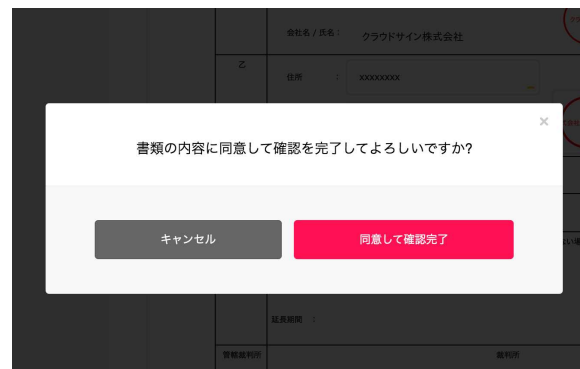 会社名 / 氏名 : クラウドサイン株式会社
乙
住所 : xxxxxxxx
×
書類の内容に同意して確認を完了してよろしいですか?
キャンセル 同意して確認完了
延長期間 :
管轄裁判所 裁判所